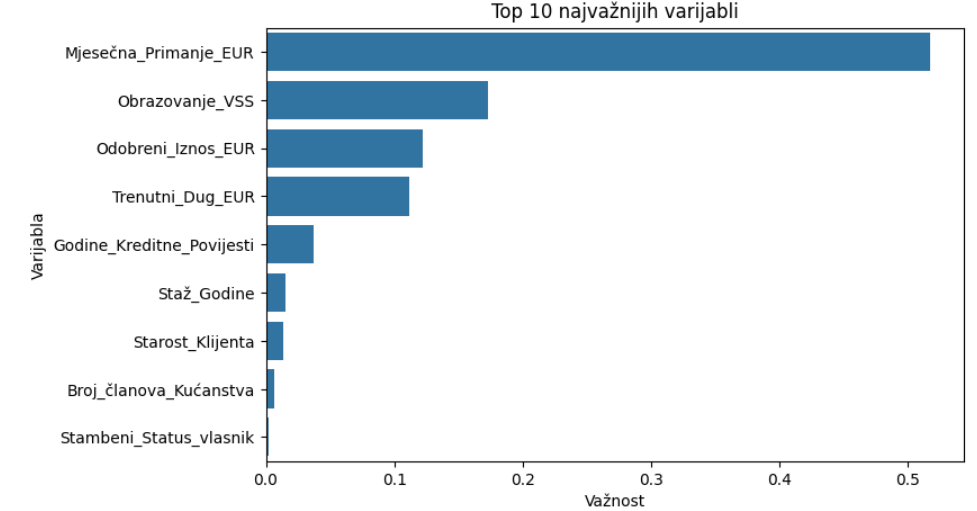 Top 10 najvažnijih varijabli
Varijabla
Mjesečna_Primanje_EUR
Obrazovanje_VSS
Odobreni_Iznos_EUR
Trenutni_Dug_EUR
Godine_Kreditne_Povijesti
Staž_Godine
Starost_Klijenta
Broj_članova_Kućanstva
Stambeni_Status_vlasnik
0.0 0.1 0.2 0.3 0.4 0.5
Važnost